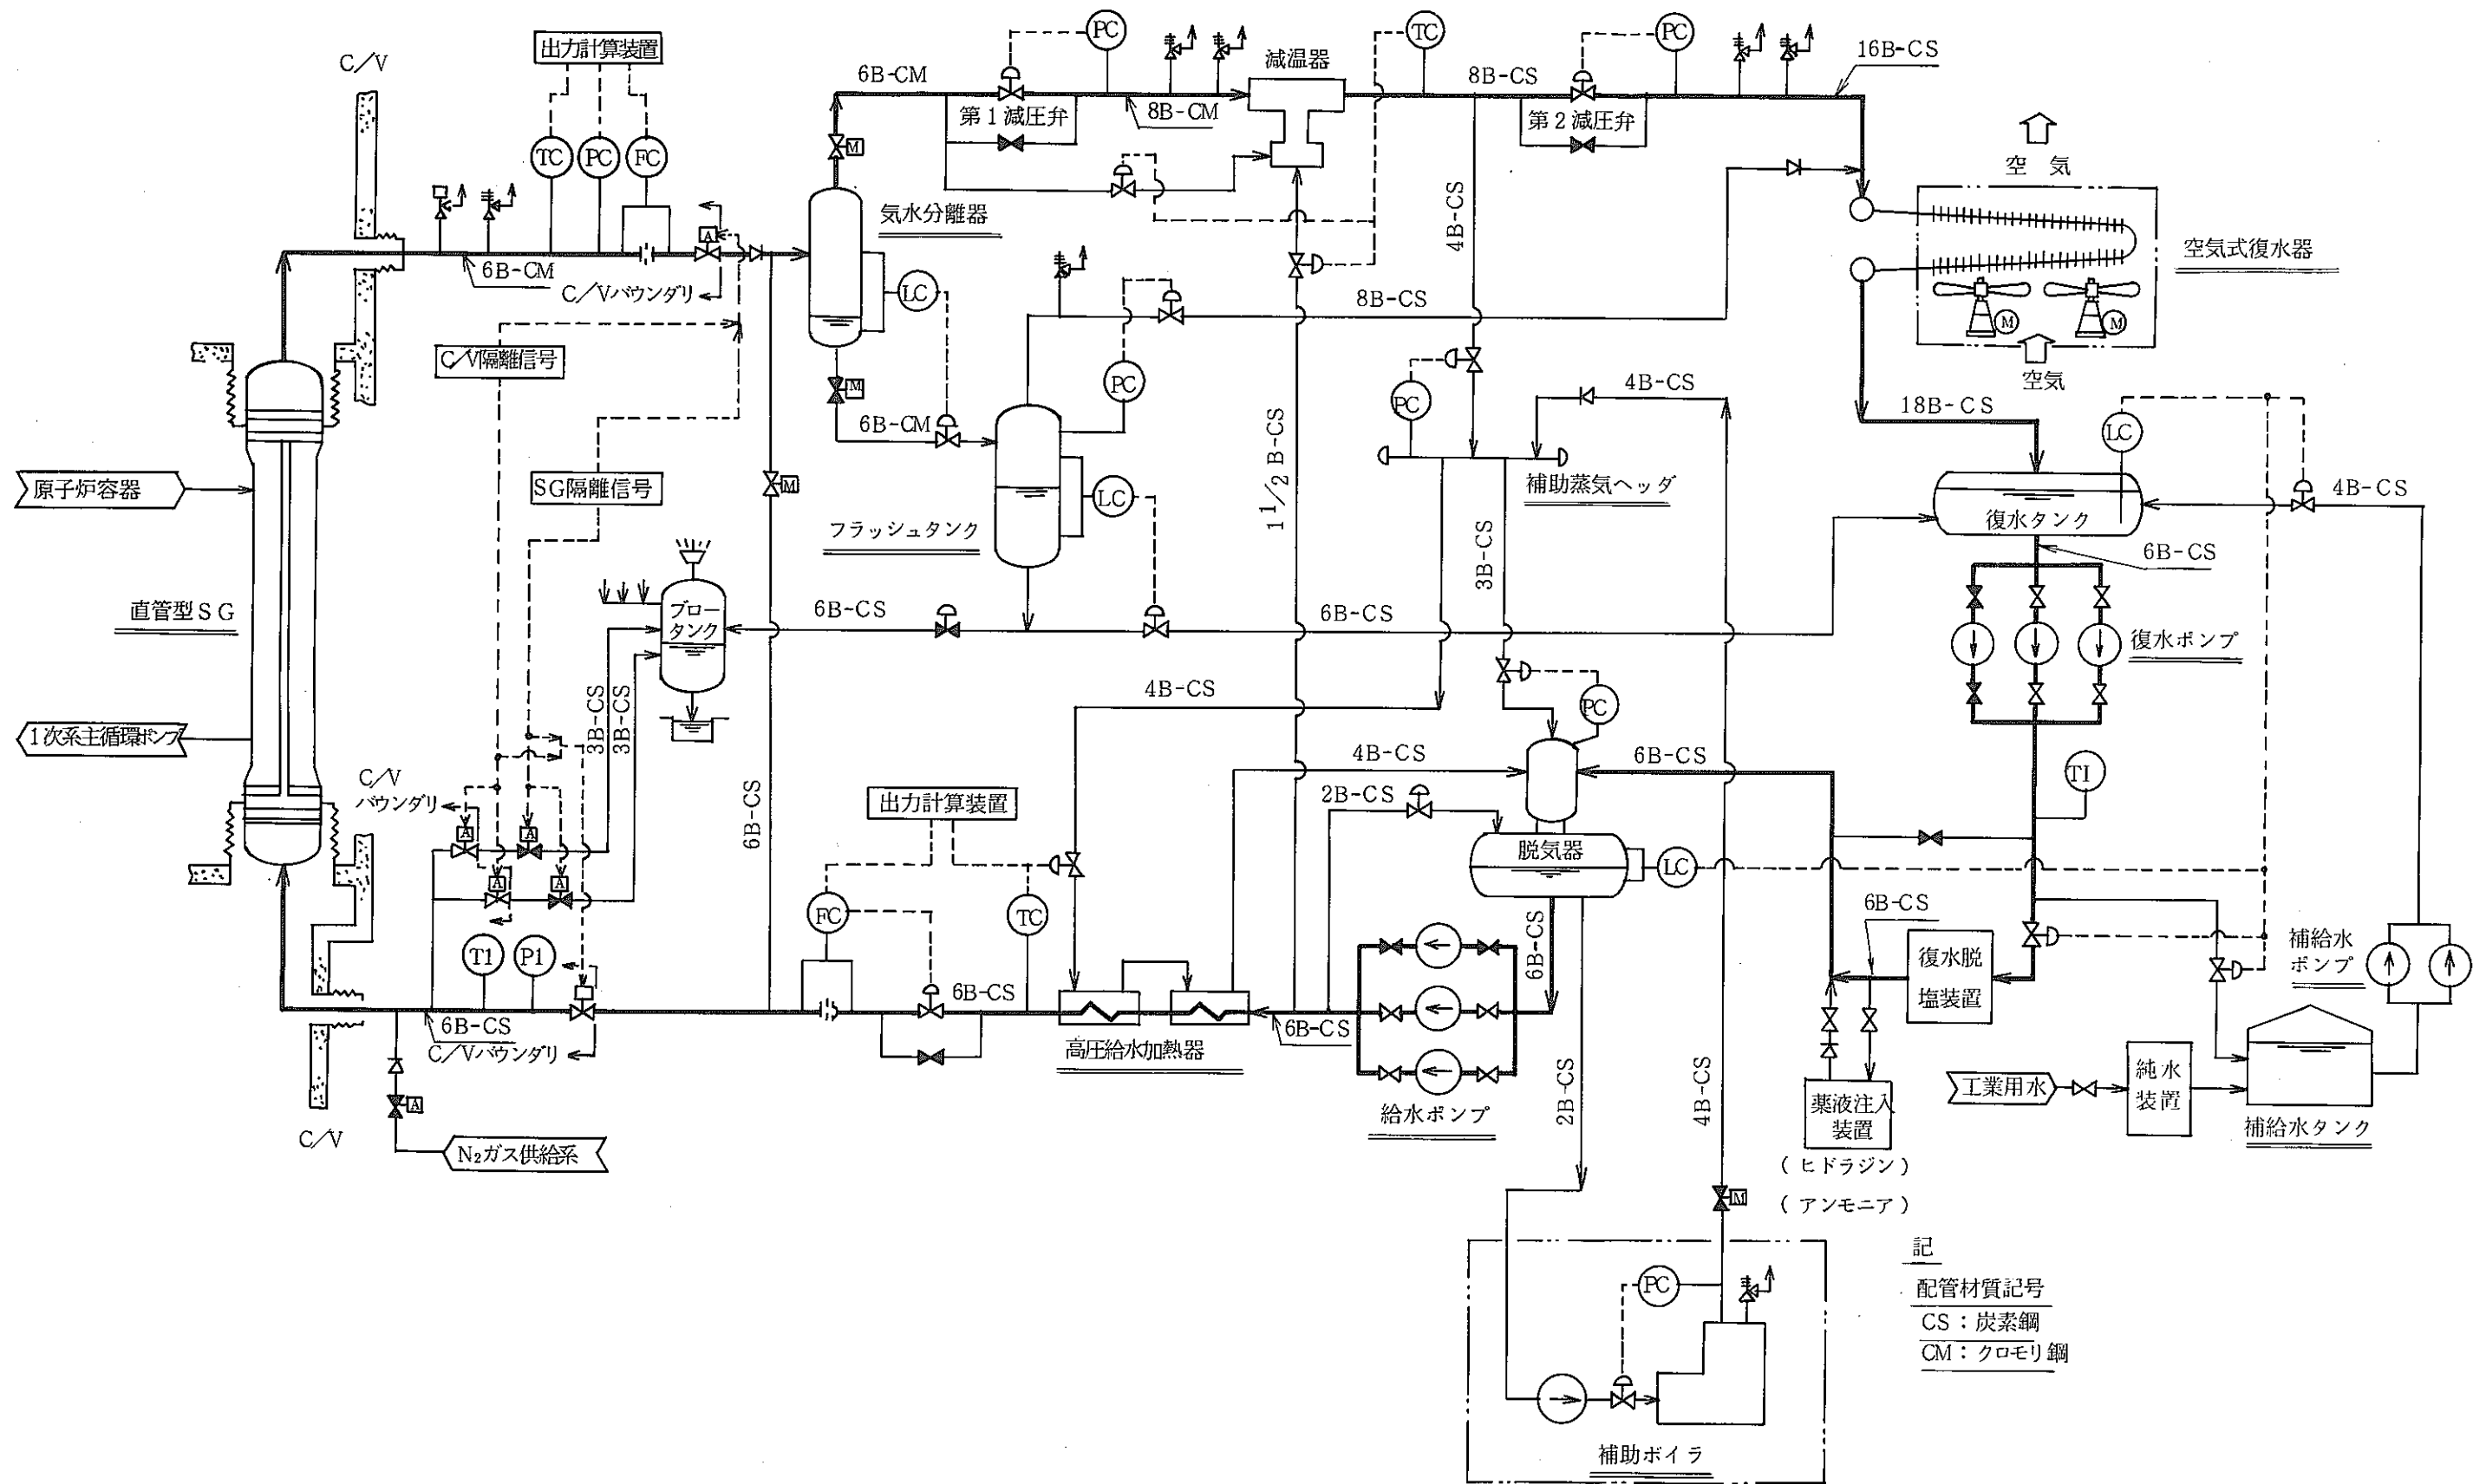 C/V
出力計算装置
TC
PC
FC
6B-CM
C/Vバウンダリ
A
6B-CM
M
PC
第1減圧弁
8B-CM
減温器
TC
8B-CS
第2減圧弁
PC
16B-CS
空気
空気式復水器
M
M
空気
気水分離器
LC
M
6B-CM
PC
8B-CS
LC
フラッシュタンク
C/V隔離信号
SG隔離信号
M
原子炉容器
直管型SG
1次系主循環ポンプ
ブロー
タンク
6B-CS
6B-CS
3B-CS
3B-CS
6B-CS
1 1/2 B-CS
4B-CS
PC
4B-CS
補助蒸気ヘッダ
3B-CS
PC
18B-CS
LC
4B-CS
復水タンク
6B-CS
復水ポンプ
TI
4B-CS
4B-CS
6B-CS
2B-CS
脱気器
LC
C/V
バウンダリ
A
A
A
A
T1
P1
6B-CS
C/Vバウンダリ
C/V
A
N₂ガス供給系
出力計算装置
FC
TC
6B-CS
高圧給水加熱器
6B-CS
給水ポンプ
6B-CS
2B-CS
4B-CS
6B-CS
復水脱
塩装置
薬液注入
装置
(ヒドラジン)
(アンモニア)
補給水
ポンプ
工業用水
純水
装置
補給水タンク
M
PC
補助ボイラ
記
配管材質記号
CS:炭素鋼
CM:クロモリ鋼